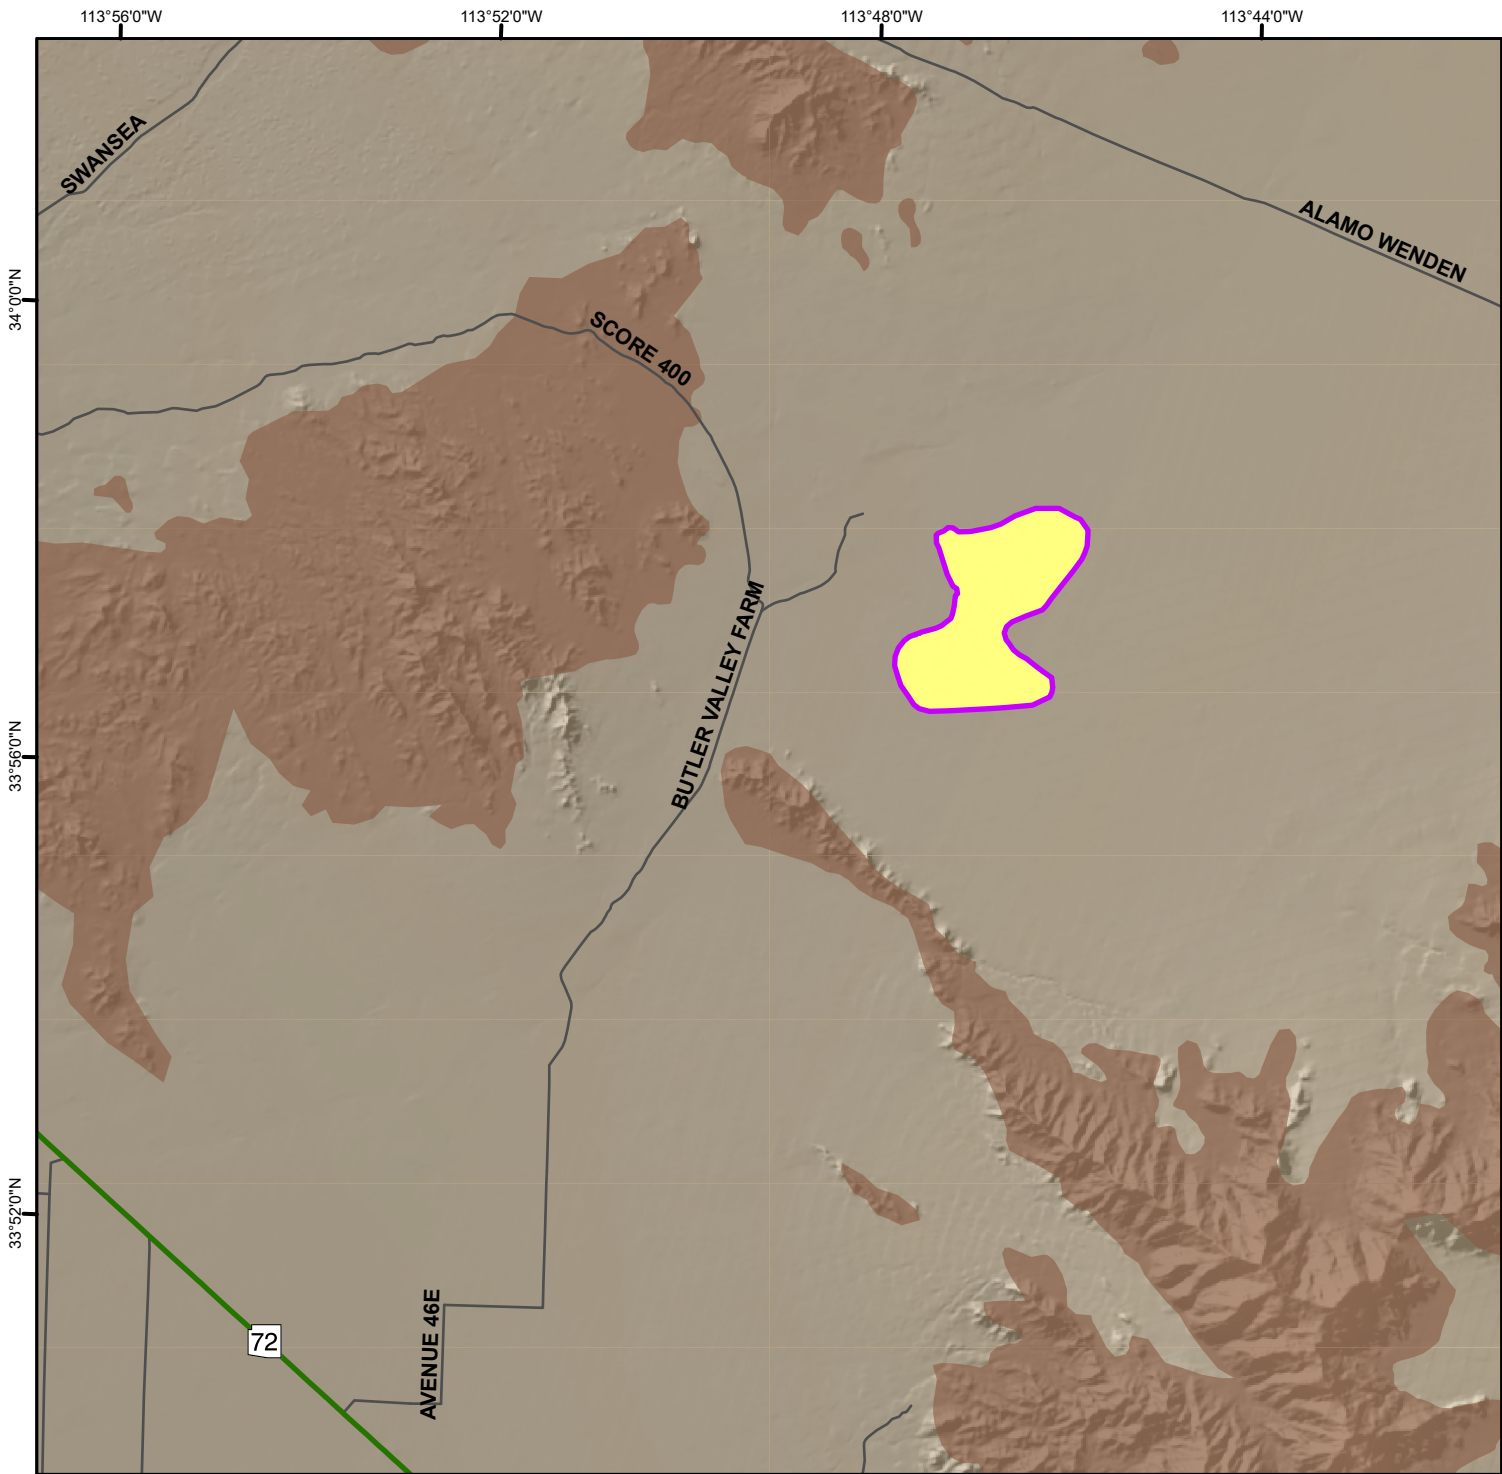 113°56'0"W
113°52'0"W
113°48'0"W
113°44'0"W
SWANSEA
ALAMO WENDEN
34°0'0"N
SCORE 400
BUTLER VALLEY FARM
33°56'0"N
33°52'0"N
AVENUE 46E
72